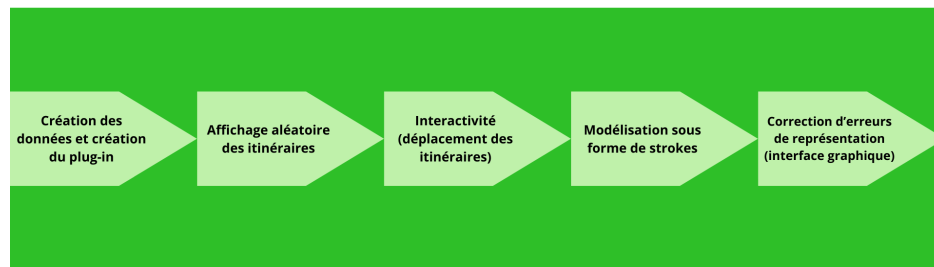 Création des
données et création
du plug-in
Affichage aléatoire
des itinéraires
Interactivité
(déplacement des
itinéraires)
Modélisation sous
forme de strokes
Correction d’erreurs
de représentation
(interface graphique)